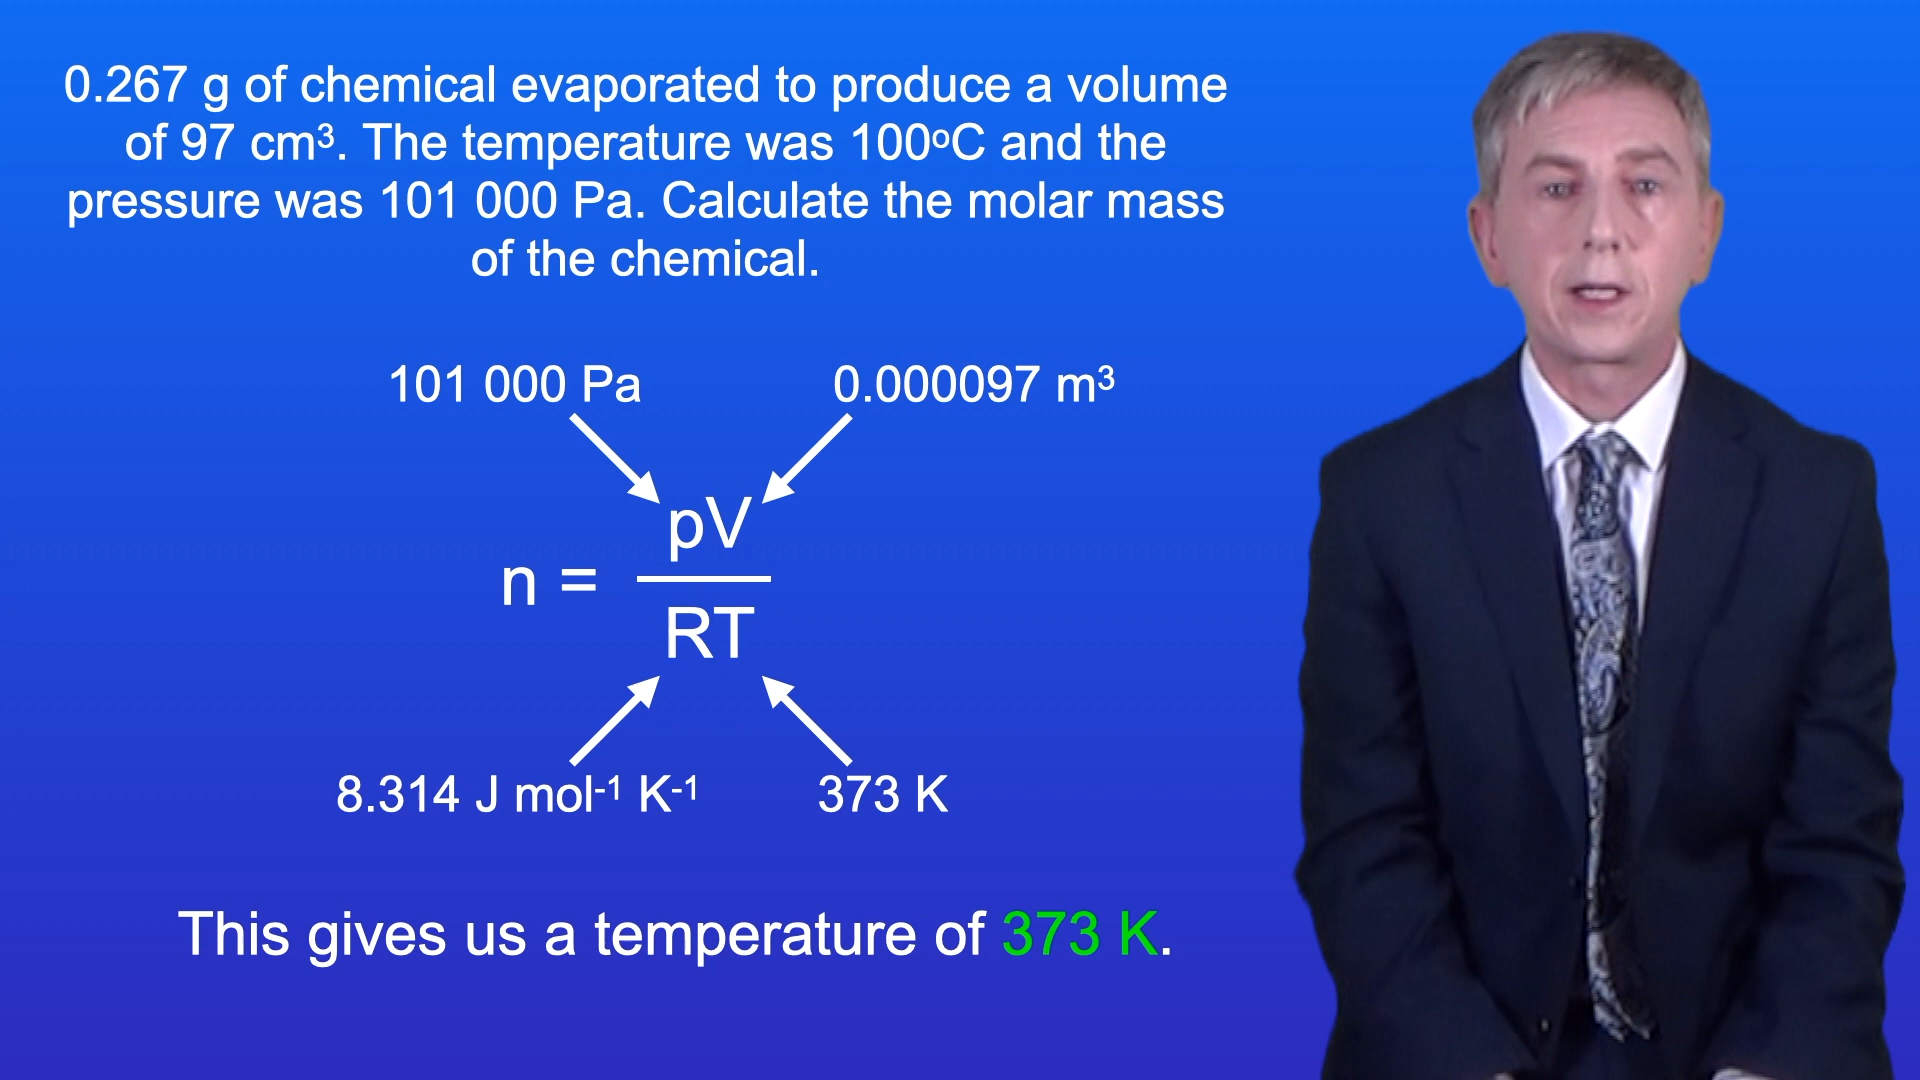 0.267 g of chemical evaporated to produce a volume
of 97 cm³. The temperature was 100ºC and the
pressure was 101 000 Pa. Calculate the molar mass
of the chemical.
101 000 Pa
0.000097 m³
pV
n =
RT
8.314 J mol⁻¹ K⁻¹
373 K
This gives us a temperature of 373 K.